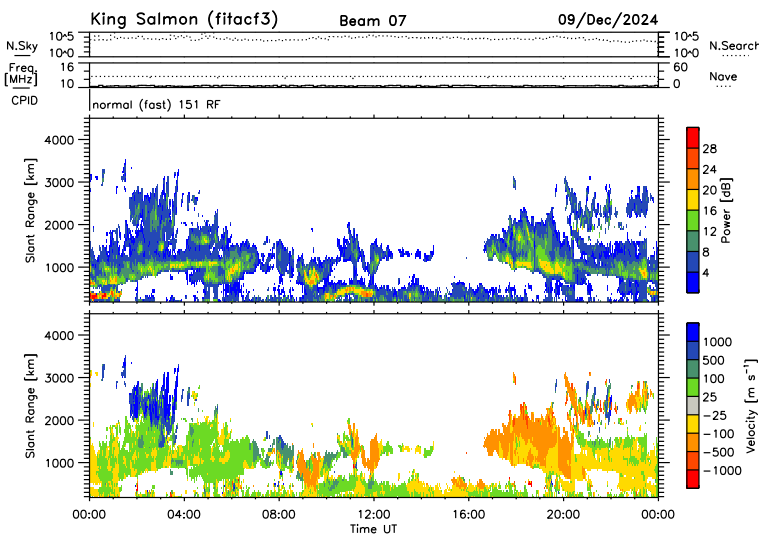 King Salmon (fitacf3) Beam 07 09/Dec/2024
N.Sky 10^5 10^5 N.Search
10^0 10^0
Freq. 16 60 Nave
[MHz] 10 0
CPID normal (fast) 151 RF
Slant Range [km]
4000
3000
2000
1000
28
24
20
16
12
8
4
Power [dB]
Slant Range [km]
4000
3000
2000
1000
1000
500
100
25
-25
-100
-500
-1000
Velocity [m s⁻¹]
00:00 04:00 08:00 12:00 16:00 20:00 00:00
Time UT